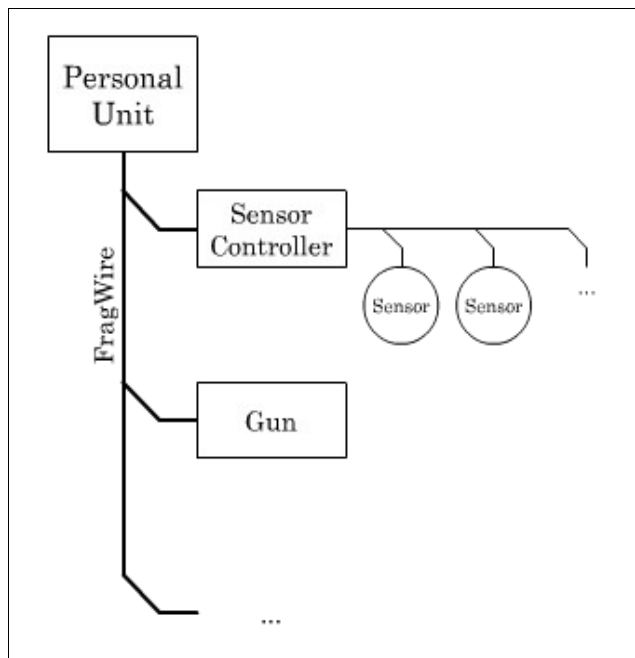 Personal
Unit
Sensor
Controller
FragWire
Sensor
Sensor
...
Gun
...